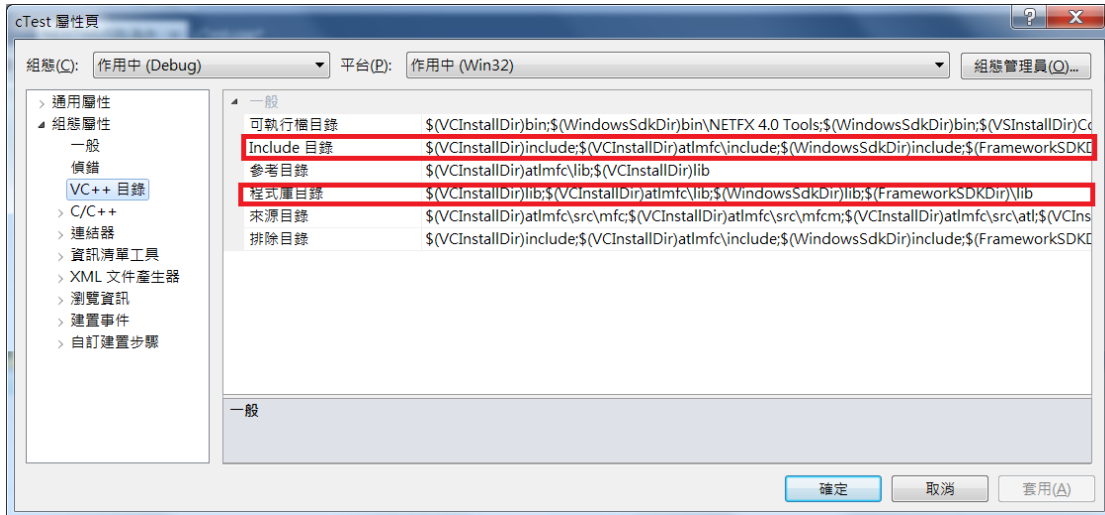 cTest 屬性頁
組態(C): 作用中 (Debug) 平台(P): 作用中 (Win32) 組態管理員(O)...
通用屬性
組態屬性
一般
偵錯
VC++ 目錄
C/C++
連結器
資訊清單工具
XML 文件產生器
瀏覽資訊
建置事件
自訂建置步驟
一般
可執行檔目錄 $(VCInstallDir)bin;$(WindowsSdkDir)bin\NETFX 4.0 Tools;$(WindowsSdkDir)bin;$(VSInstallDir)Co
Include 目錄 $(VCInstallDir)include;$(VCInstallDir)atlmfc\include;$(WindowsSdkDir)include;$(FrameworkSDKD
參考目錄 $(VCInstallDir)atlmfc\lib;$(VCInstallDir)lib
程式庫目錄 $(VCInstallDir)lib;$(VCInstallDir)atlmfc\lib;$(WindowsSdkDir)lib;$(FrameworkSDKDir)\lib
來源目錄 $(VCInstallDir)atlmfc\src\mfc;$(VCInstallDir)atlmfc\src\mfcm;$(VCInstallDir)atlmfc\src\atl;$(VCIns
排除目錄 $(VCInstallDir)include;$(VCInstallDir)atlmfc\include;$(WindowsSdkDir)include;$(FrameworkSDKD
一般
確定 取消 套用(A)